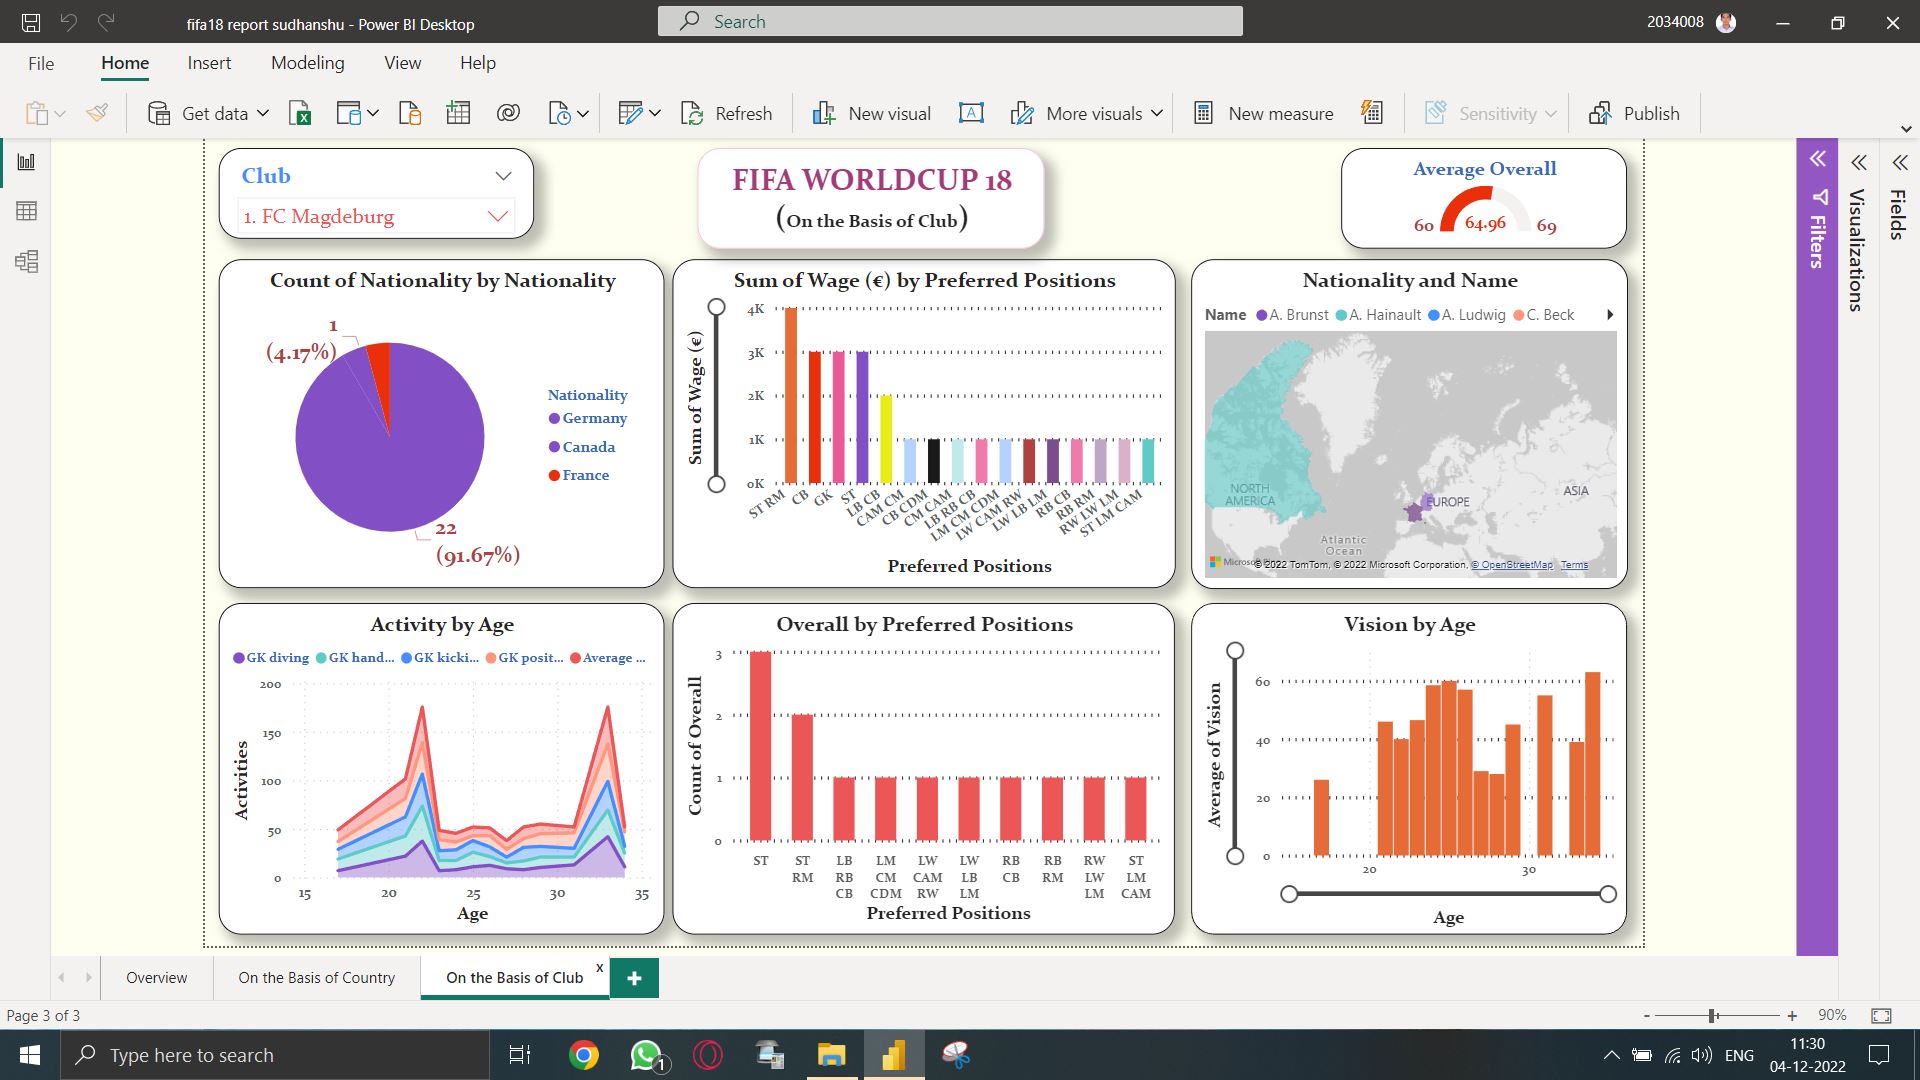 fifa18 report sudhanshu - Power BI Desktop
Search
2034008
File Home Insert Modeling View Help
Get data
Refresh
New visual
A
More visuals
New measure
Sensitivity
Publish
Club
1. FC Magdeburg
FIFA WORLDCUP 18
(On the Basis of Club)
Average Overall
60 64.96 69
Filters
Visualizations
Fields
Count of Nationality by Nationality
1
(4.17%)
22
(91.67%)
Nationality
Germany
Canada
France
Sum of Wage (€) by Preferred Positions
Sum of Wage (€)
4K
3K
2K
1K
0K
ST RM
CB
GK
ST
LB CB
CAM CM
CB CDM
CM CAM
LB RB CB
LM CM CDM
LW CAM RW
LW LB LM
RB CB
RB RM
RW LW LM
ST LM CAM
Preferred Positions
Nationality and Name
Name A. Brunst A. Hainault A. Ludwig C. Beck
NORTH
AMERICA
EUROPE
ASIA
Atlantic
Ocean
© 2022 TomTom, © 2022 Microsoft Corporation, © OpenStreetMap Terms
Activity by Age
GK diving GK hand... GK kicki... GK posit... Average ...
Activities
200
150
100
50
0
15 20 25 30 35
Age
Overall by Preferred Positions
Count of Overall
3
2
1
0
ST
ST RM
LB RB CB
LM CM CDM
LW CAM RW
LW LB LM
RB CB
RB RM
RW LW LM
ST LM CAM
Preferred Positions
Vision by Age
Average of Vision
60
40
20
0
20 30
Age
Overview On the Basis of Country On the Basis of Club x +
Page 3 of 3
- + 90%
Type here to search
1
ENG
11:30
04-12-2022